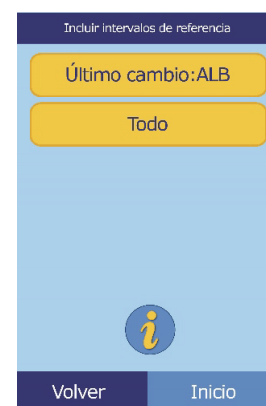 Incluir intervalos de referencia
Último cambio:ALB
Todo
i
Volver Inicio